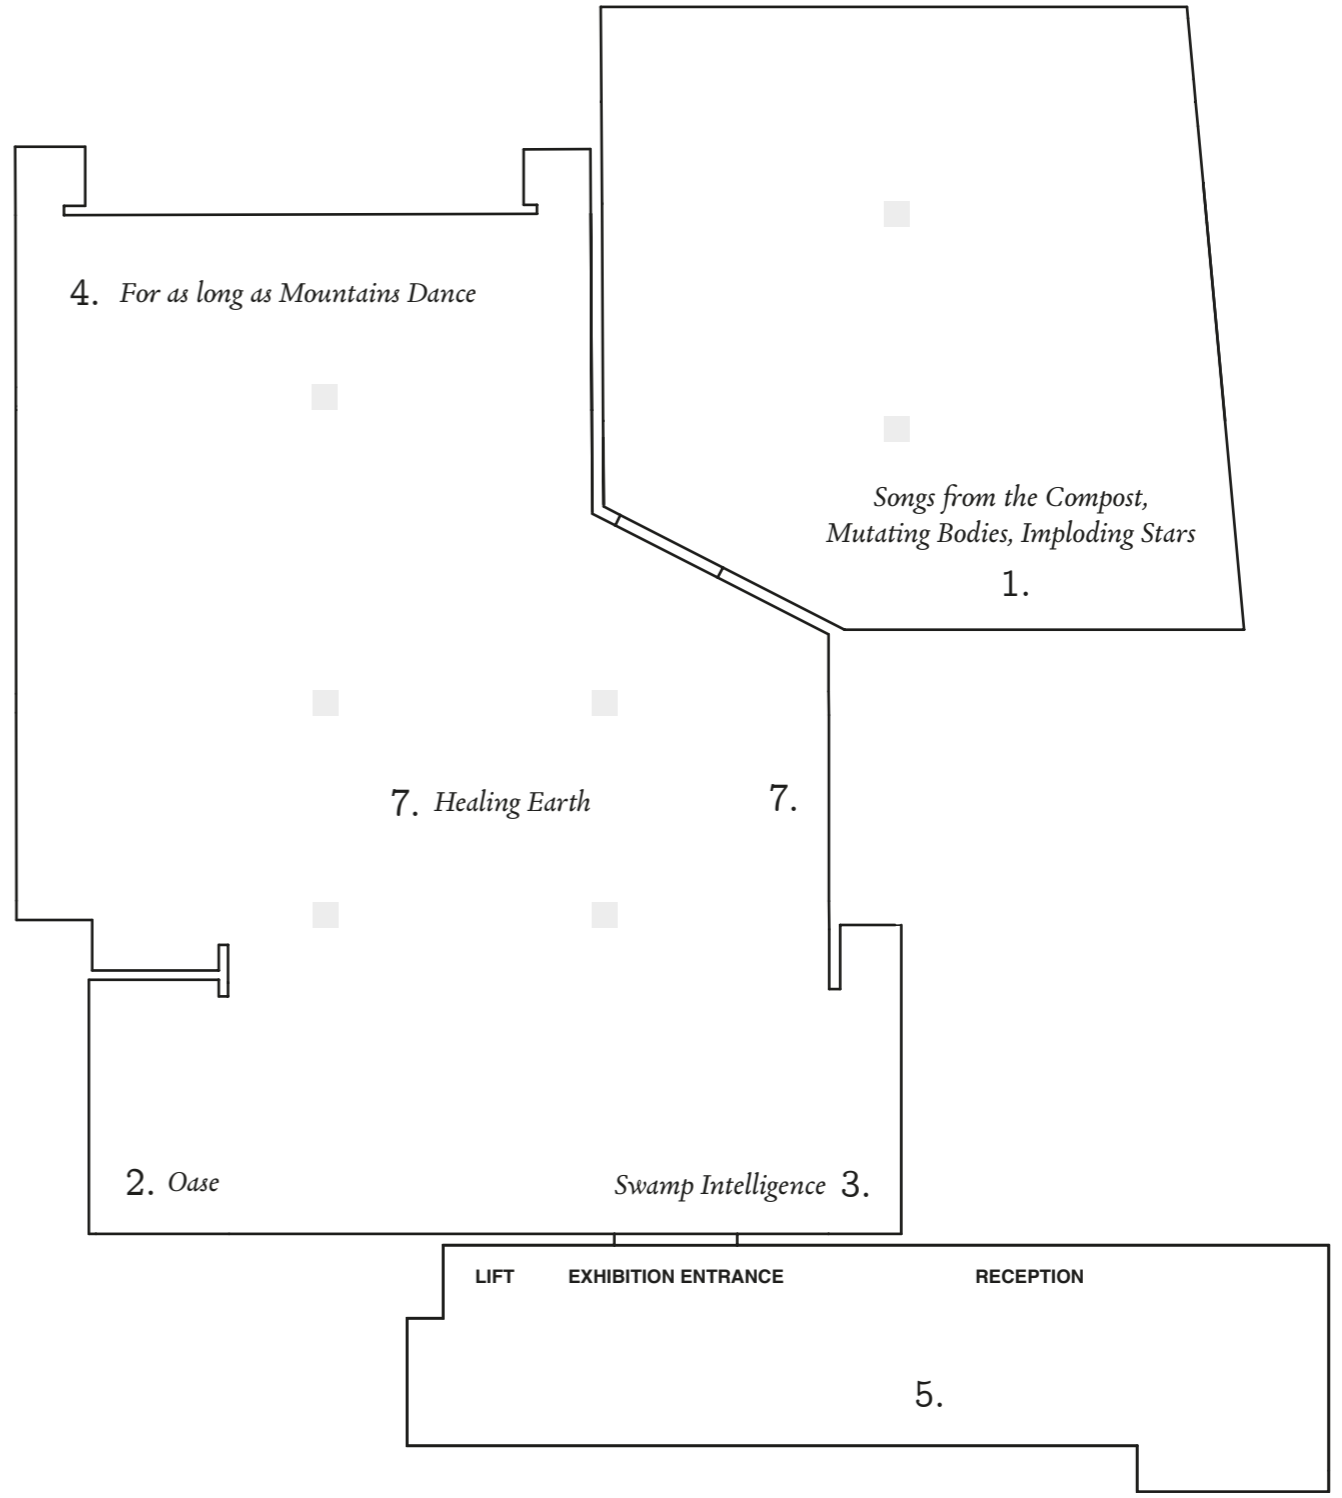 4. For as long as Mountains Dance
Songs from the Compost,
Mutating Bodies, Imploding Stars
1.
7. Healing Earth
7.
2. Oase
Swamp Intelligence 3.
LIFT
EXHIBITION ENTRANCE
RECEPTION
5.